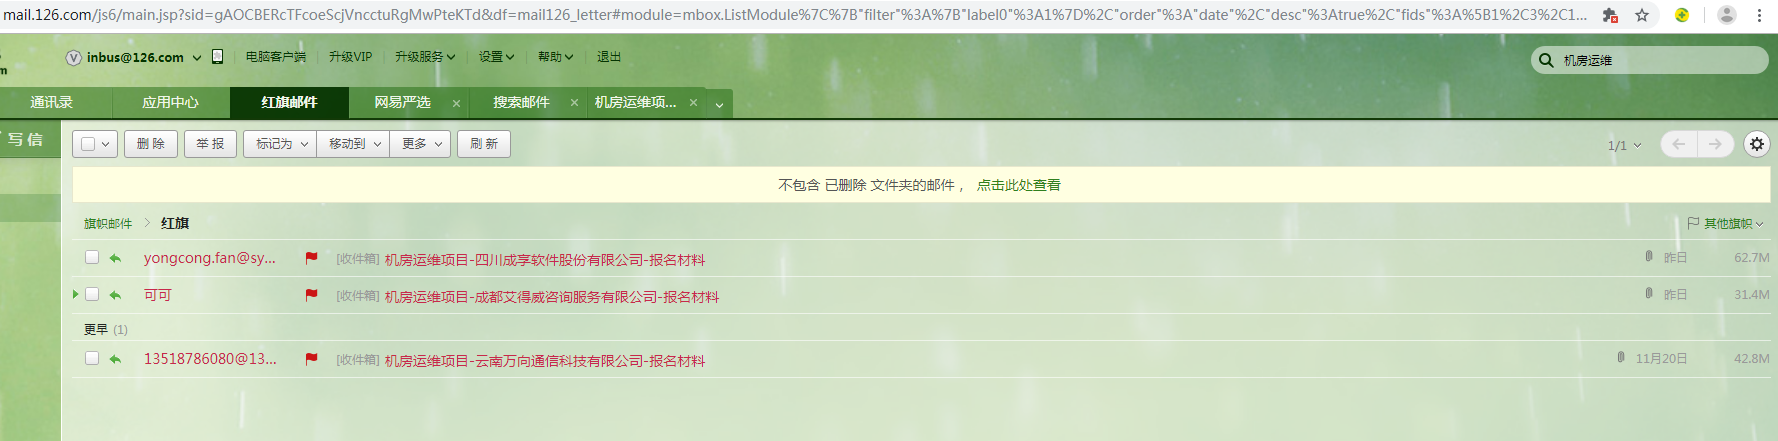 mail.126.com/js6/main.jsp?sid=gAOCBERcTFcoeScjVncctuRgMwPteKTd&df=mail126_letter#module=mbox.ListModule%7C%7B"filter"%3A%7B"label0"%3A1%7D%2C"order"%3A"date"%2C"desc"%3Atrue%2C"fids"%3A%5B1%2C3%2C1...
inbus@126.com 电脑客户端 升级VIP 升级服务 设置 帮助 退出 机房运维
通讯录 应用中心 红旗邮件 网易严选 搜索邮件 机房运维项...
写信 删 除 举 报 标记为 移动到 更多 刷 新 1/1
不包含 已删除 文件夹的邮件， 点击此处查看
旗帜邮件 红旗 其他旗帜
yongcong.fan@sy... [收件箱] 机房运维项目-四川成享软件股份有限公司-报名材料 昨日 62.7M
可可 [收件箱] 机房运维项目-成都艾得威咨询服务有限公司-报名材料 昨日 31.4M
更早 (1)
13518786080@13... [收件箱] 机房运维项目-云南万向通信科技有限公司-报名材料 11月20日 42.8M